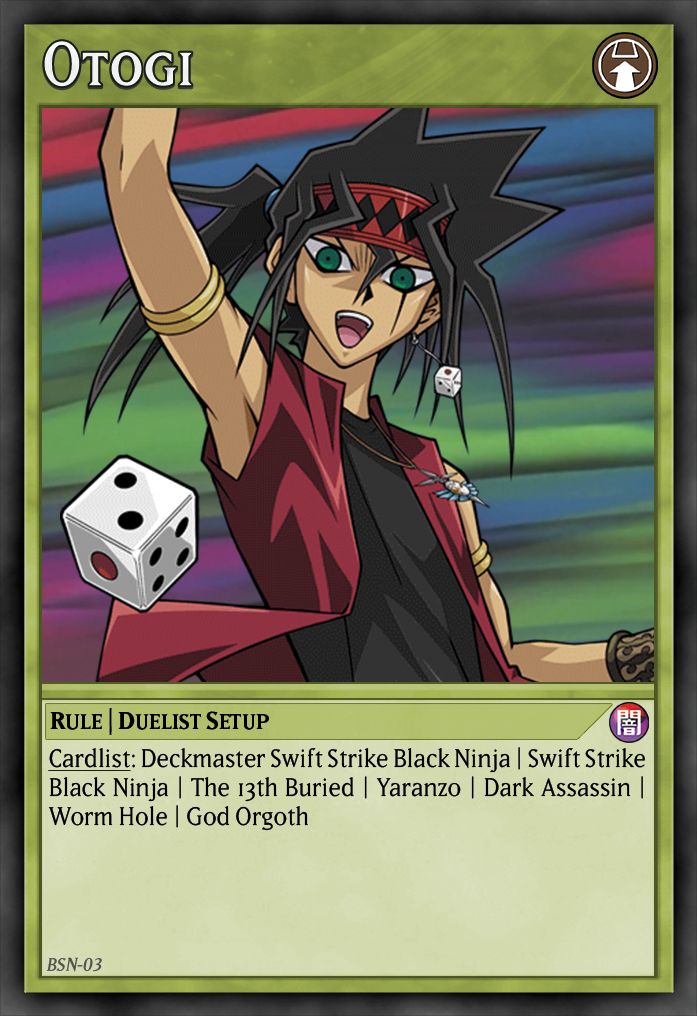 Otogi
Rule | Duelist Setup
闇
Cardlist: Deckmaster Swift Strike Black Ninja | Swift Strike
Black Ninja | The 13th Buried | Yaranzo | Dark Assassin |
Worm Hole | God Orgoth
BSN-03